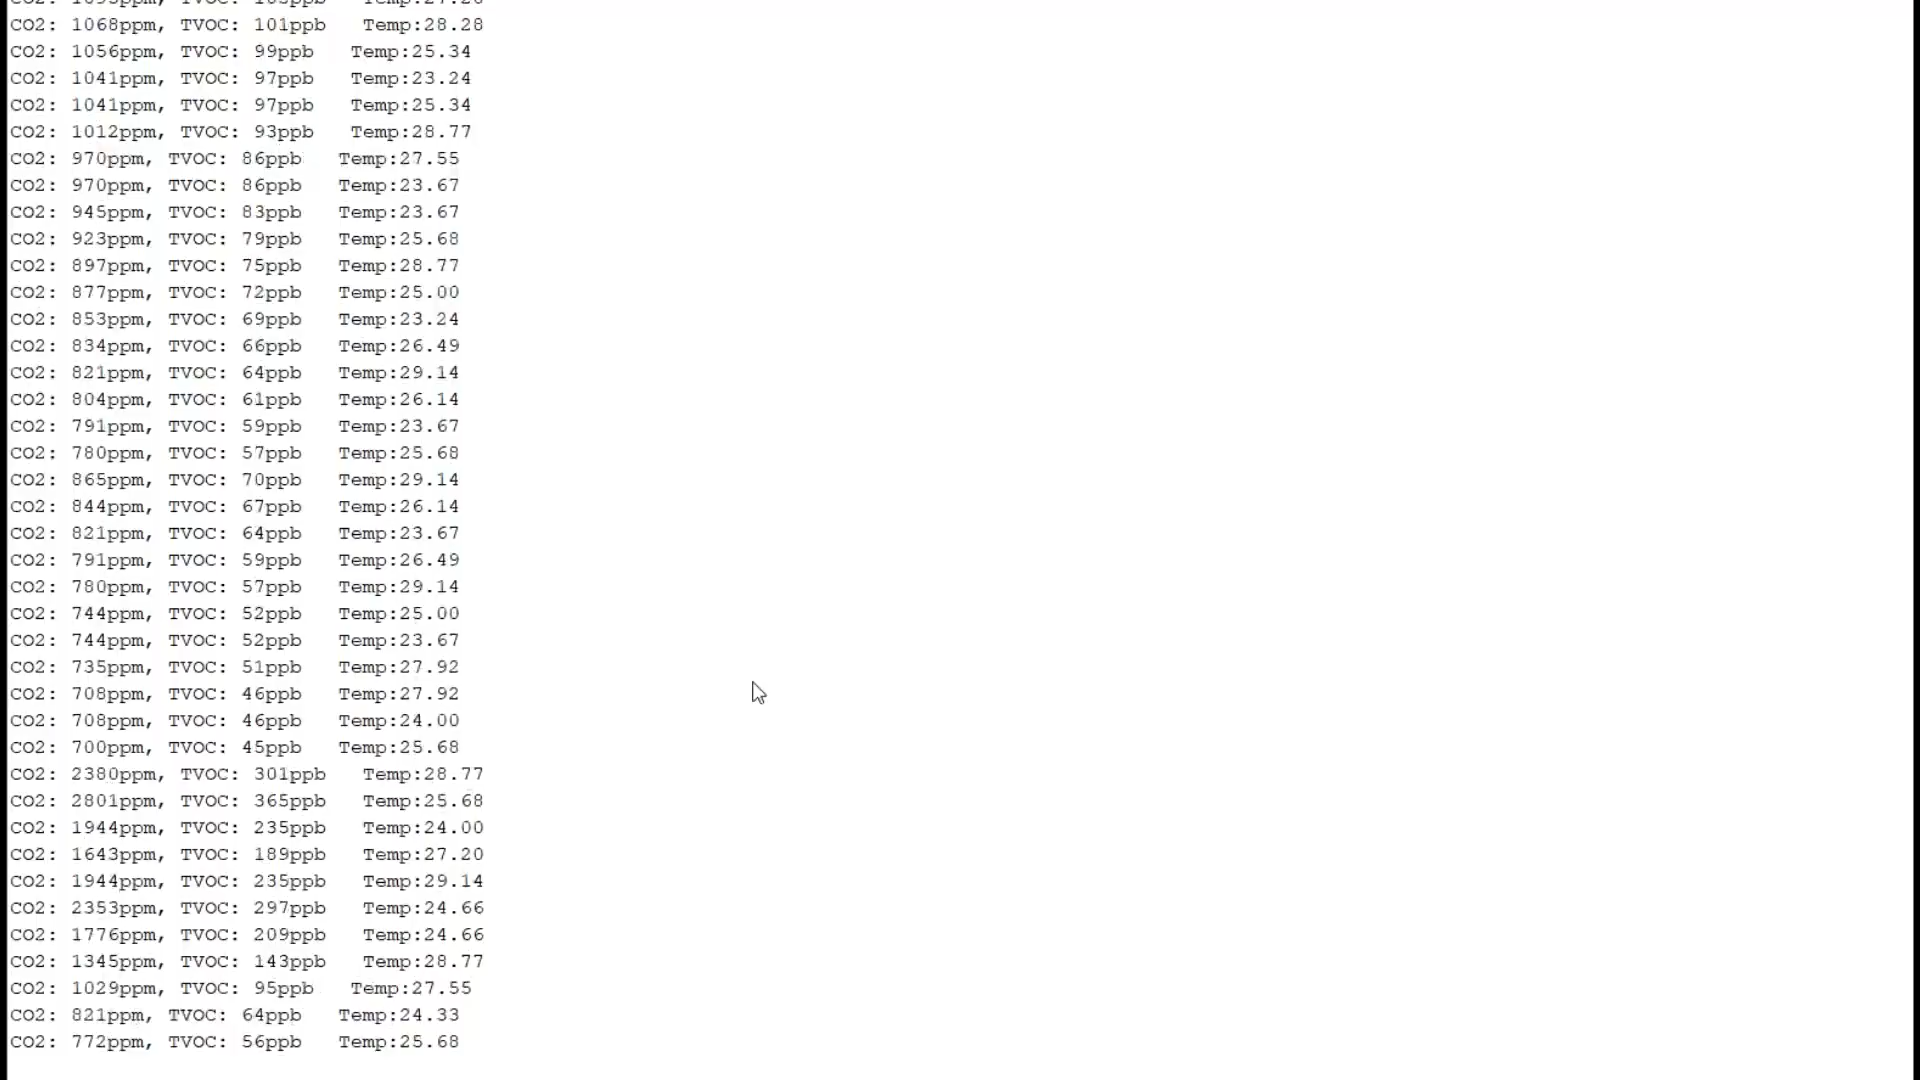 CO2: 1068ppm, TVOC: 101ppb   Temp:28.28
CO2: 1056ppm, TVOC: 99ppb   Temp:25.34
CO2: 1041ppm, TVOC: 97ppb   Temp:23.24
CO2: 1041ppm, TVOC: 97ppb   Temp:25.34
CO2: 1012ppm, TVOC: 93ppb   Temp:28.77
CO2: 970ppm, TVOC: 86ppb   Temp:27.55
CO2: 970ppm, TVOC: 86ppb   Temp:23.67
CO2: 945ppm, TVOC: 83ppb   Temp:23.67
CO2: 923ppm, TVOC: 79ppb   Temp:25.68
CO2: 897ppm, TVOC: 75ppb   Temp:28.77
CO2: 877ppm, TVOC: 72ppb   Temp:25.00
CO2: 853ppm, TVOC: 69ppb   Temp:23.24
CO2: 834ppm, TVOC: 66ppb   Temp:26.49
CO2: 821ppm, TVOC: 64ppb   Temp:29.14
CO2: 804ppm, TVOC: 61ppb   Temp:26.14
CO2: 791ppm, TVOC: 59ppb   Temp:23.67
CO2: 780ppm, TVOC: 57ppb   Temp:25.68
CO2: 865ppm, TVOC: 70ppb   Temp:29.14
CO2: 844ppm, TVOC: 67ppb   Temp:26.14
CO2: 821ppm, TVOC: 64ppb   Temp:23.67
CO2: 791ppm, TVOC: 59ppb   Temp:26.49
CO2: 780ppm, TVOC: 57ppb   Temp:29.14
CO2: 744ppm, TVOC: 52ppb   Temp:25.00
CO2: 744ppm, TVOC: 52ppb   Temp:23.67
CO2: 735ppm, TVOC: 51ppb   Temp:27.92
CO2: 708ppm, TVOC: 46ppb   Temp:27.92
CO2: 708ppm, TVOC: 46ppb   Temp:24.00
CO2: 700ppm, TVOC: 45ppb   Temp:25.68
CO2: 2380ppm, TVOC: 301ppb   Temp:28.77
CO2: 2801ppm, TVOC: 365ppb   Temp:25.68
CO2: 1944ppm, TVOC: 235ppb   Temp:24.00
CO2: 1643ppm, TVOC: 189ppb   Temp:27.20
CO2: 1944ppm, TVOC: 235ppb   Temp:29.14
CO2: 2353ppm, TVOC: 297ppb   Temp:24.66
CO2: 1776ppm, TVOC: 209ppb   Temp:24.66
CO2: 1345ppm, TVOC: 143ppb   Temp:28.77
CO2: 1029ppm, TVOC: 95ppb   Temp:27.55
CO2: 821ppm, TVOC: 64ppb   Temp:24.33
CO2: 772ppm, TVOC: 56ppb   Temp:25.68